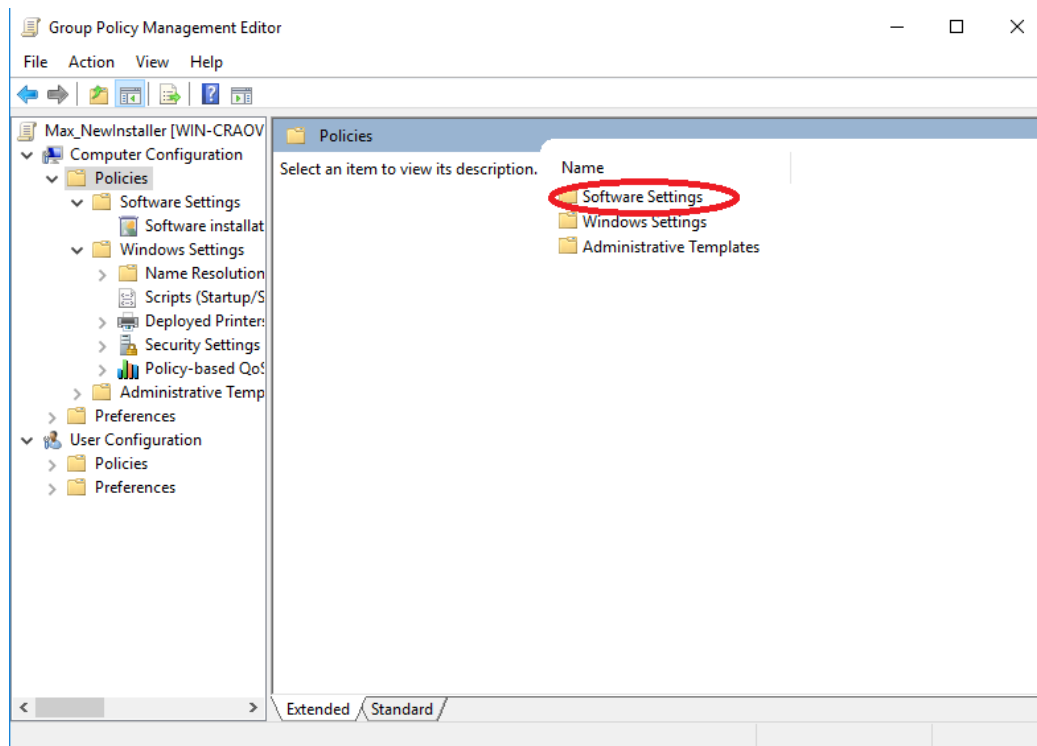 Group Policy Management Editor
File Action View Help
Max_NewInstaller [WIN-CRAOV
Computer Configuration
Policies
Software Settings
Software installat
Windows Settings
Name Resolution
Scripts (Startup/S
Deployed Printer
Security Settings
Policy-based QoS
Administrative Temp
Preferences
User Configuration
Policies
Preferences
Policies
Select an item to view its description.
Name
Software Settings
Windows Settings
Administrative Templates
Extended Standard